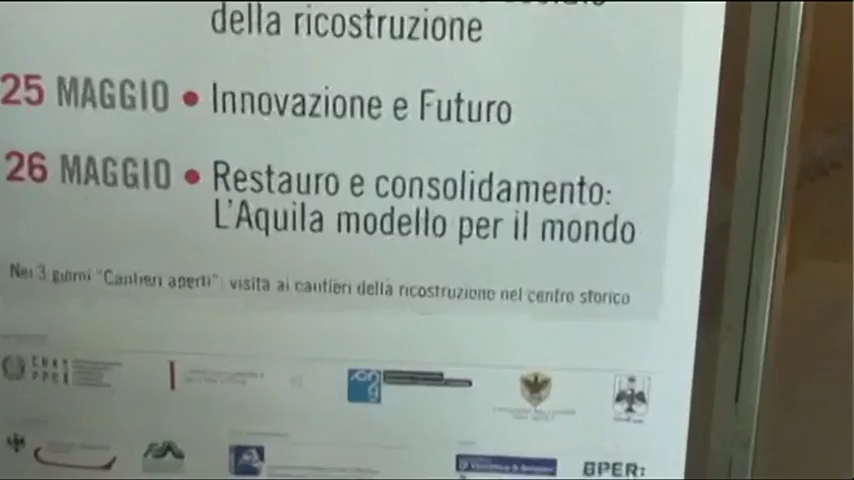 della ricostruzione
25 MAGGIO • Innovazione e Futuro
26 MAGGIO • Restauro e consolidamento:
L'Aquila modello per il mondo
Nei 3 giorni "Cantieri aperti": visita ai cantieri della ricostruzione nel centro storico
BPER: